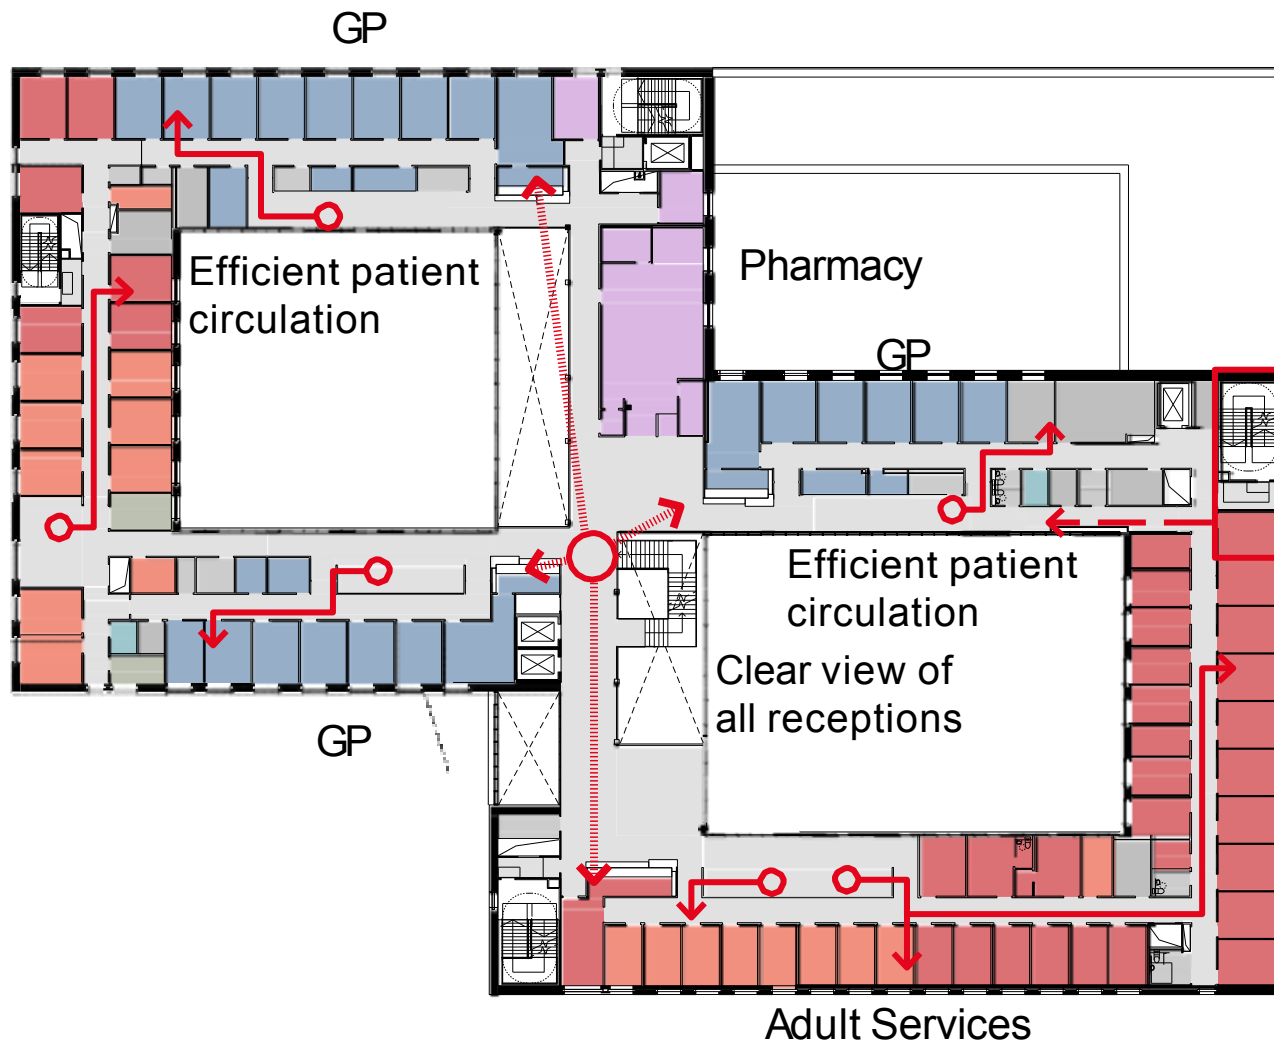 GP
Efficient patient
circulation
Pharmacy
GP
Efficient patient
circulation
Clear view of
all receptions
GP
Adult Services